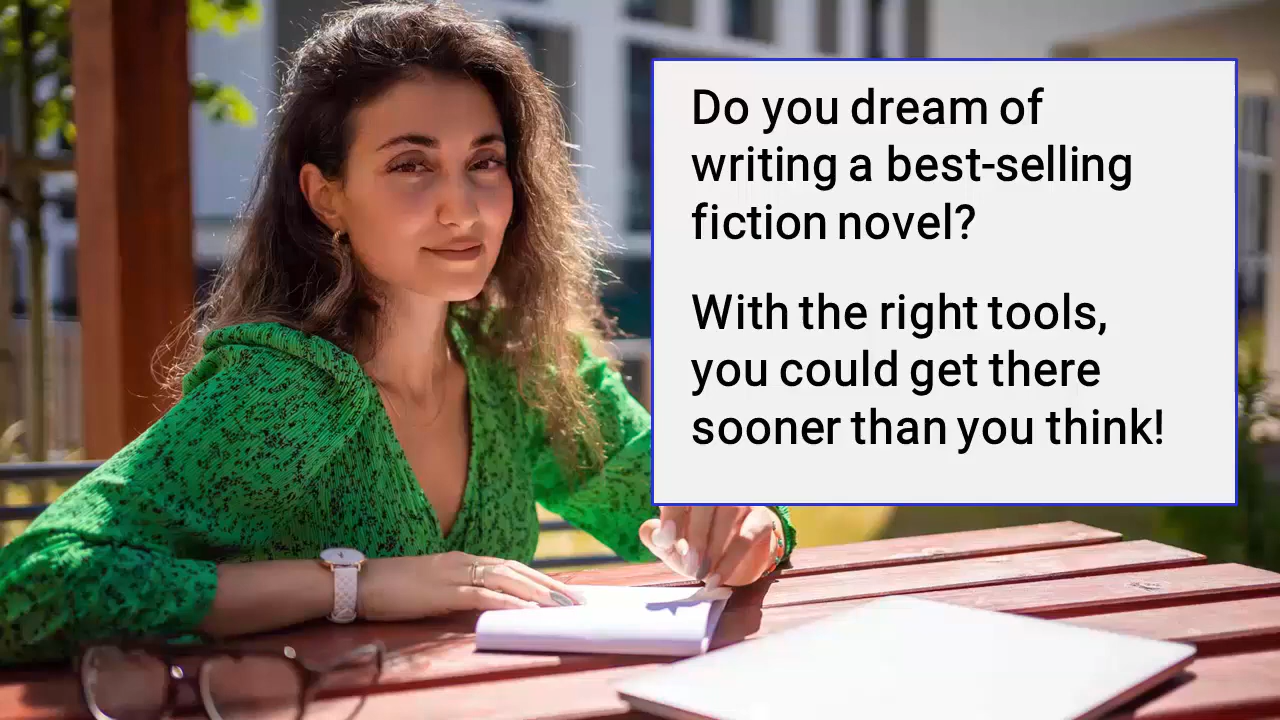 Do you dream of
writing a best-selling
fiction novel?
With the right tools,
you could get there
sooner than you think!